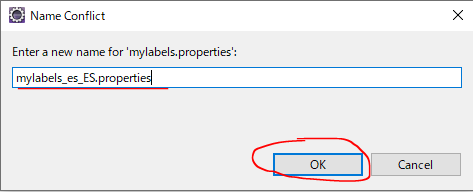 Name Conflict
Enter a new name for 'mylabels.properties':
mylabels_es_ES.properties
OK
Cancel